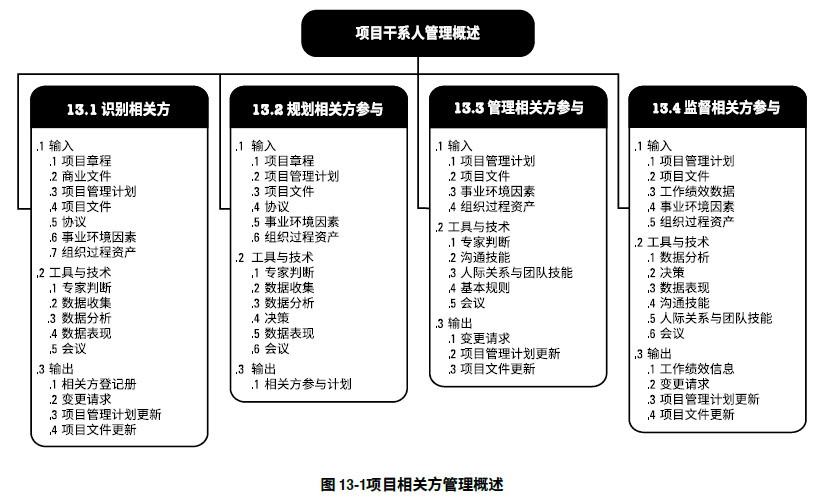 项目干系人管理概述
13.1 识别相关方
.1 输入
.1 项目章程
.2 商业文件
.3 项目管理计划
.4 项目文件
.5 协议
.6 事业环境因素
.7 组织过程资产
.2 工具与技术
.1 专家判断
.2 数据收集
.3 数据分析
.4 数据表现
.5 会议
.3 输出
.1 相关方登记册
.2 变更请求
.3 项目管理计划更新
.4 项目文件更新
13.2 规划相关方参与
.1 输入
.1 项目章程
.2 项目管理计划
.3 项目文件
.4 协议
.5 事业环境因素
.6 组织过程资产
.2 工具与技术
.1 专家判断
.2 数据收集
.3 数据分析
.4 决策
.5 数据表现
.6 会议
.3 输出
.1 相关方参与计划
13.3 管理相关方参与
.1 输入
.1 项目管理计划
.2 项目文件
.3 事业环境因素
.4 组织过程资产
.2 工具与技术
.1 专家判断
.2 沟通技能
.3 人际关系与团队技能
.4 基本规则
.5 会议
.3 输出
.1 变更请求
.2 项目管理计划更新
.3 项目文件更新
13.4 监督相关方参与
.1 输入
.1 项目管理计划
.2 项目文件
.3 工作绩效数据
.4 事业环境因素
.5 组织过程资产
.2 工具与技术
.1 数据分析
.2 决策
.3 数据表现
.4 沟通技能
.5 人际关系与团队技能
.6 会议
.3 输出
.1 工作绩效信息
.2 变更请求
.3 项目管理计划更新
.4 项目文件更新
图 13-1项目相关方管理概述